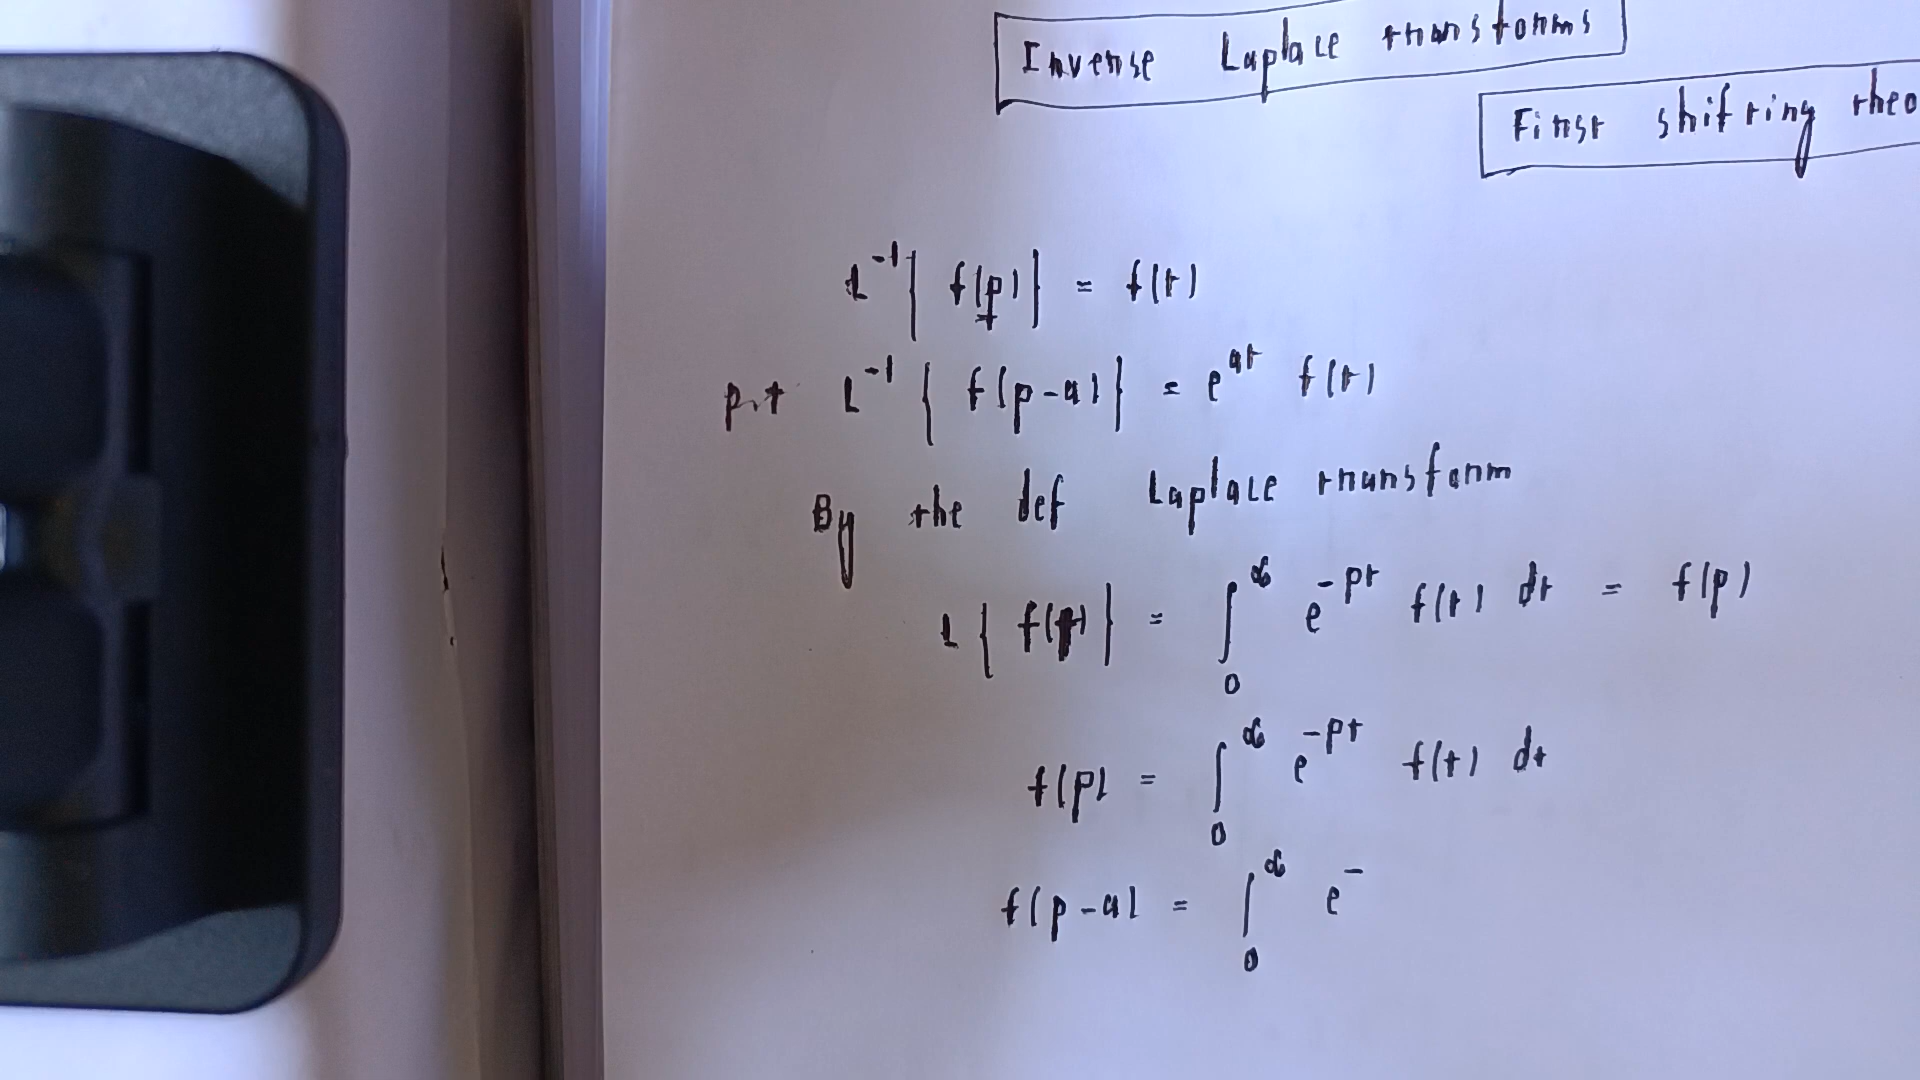 Inverse Laplace transforms
First shifting theo
L⁻¹{ f(p)} = f(t)
P.t L⁻¹{ f(p-a)} = e^at f(t)
By the def Laplace transform
L{ f(t)} = ∫₀^∞ e^-pt f(t) dt = f(p)
f(p) = ∫₀^∞ e^-pt f(t) dt
f(p-a) = ∫₀^∞ e^-